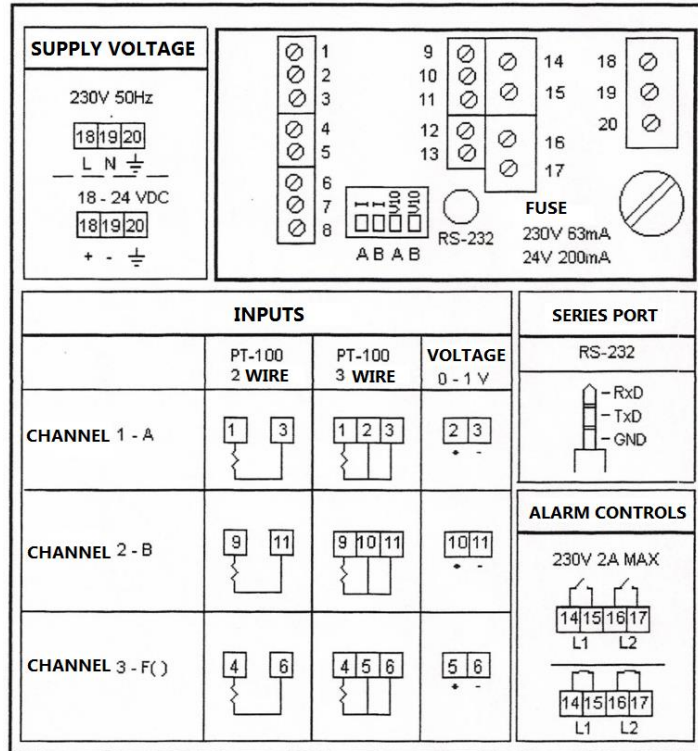 SUPPLY VOLTAGE
230V 50Hz
18 19 20
L N
18 - 24 VDC
18 19 20
+ -
1
2
3
4
5
6
7
8
9
10
11
12
13
14
15
16
17
18
19
20
I I V10 V10
A B A B
RS-232
FUSE
230V 63mA
24V 200mA
INPUTS
PT-100
2 WIRE
PT-100
3 WIRE
VOLTAGE
0 - 1 V
CHANNEL 1 - A
1 3
1 2 3
2 3
+ -
CHANNEL 2 - B
9 11
9 10 11
10 11
+ -
CHANNEL 3 - F( )
4 6
4 5 6
5 6
+ -
SERIES PORT
RS-232
- RxD
- TxD
- GND
ALARM CONTROLS
230V 2A MAX
14 15 16 17
L1 L2
14 15 16 17
L1 L2